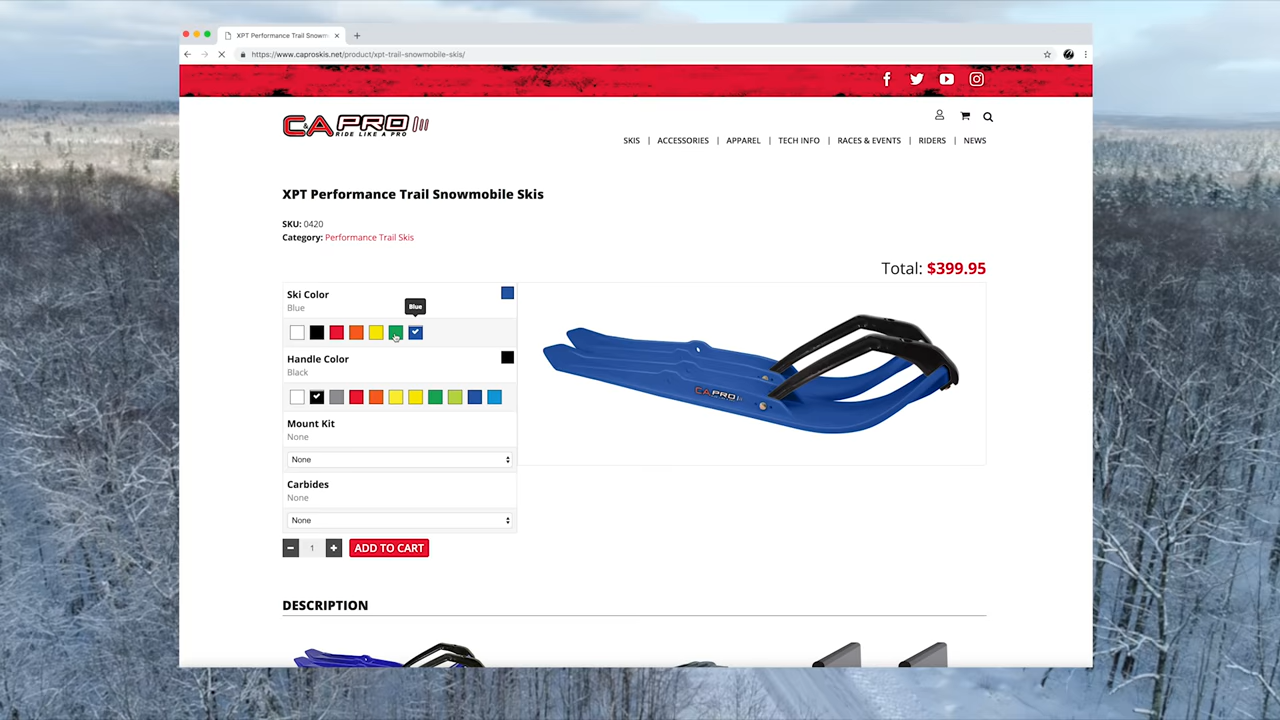 XPT Performance Trail Snowm
https://www.caproskis.net/product/xpt-trail-snowmobile-skis/
C&A PRO
RIDE LIKE A PRO
SKIS | ACCESSORIES | APPAREL | TECH INFO | RACES & EVENTS | RIDERS | NEWS
XPT Performance Trail Snowmobile Skis
SKU: 0420
Category: Performance Trail Skis
Total: $399.95
Ski Color
Blue
Blue
Handle Color
Black
Mount Kit
None
None
Carbides
None
None
1
ADD TO CART
CA PRO
DESCRIPTION